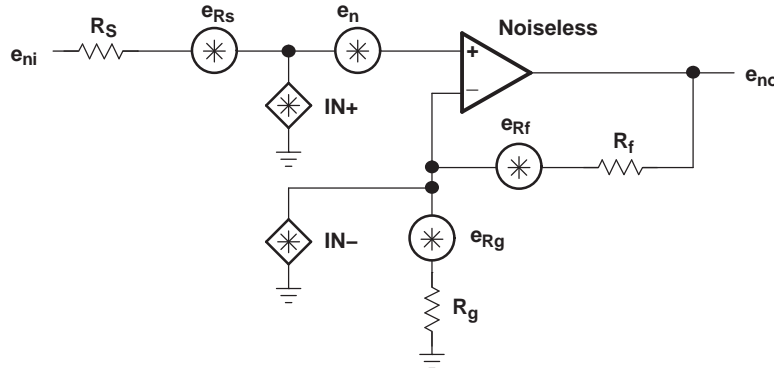 eni
RS
eRs
en
Noiseless
+
−
eno
IN+
eRf
Rf
IN−
eRg
Rg